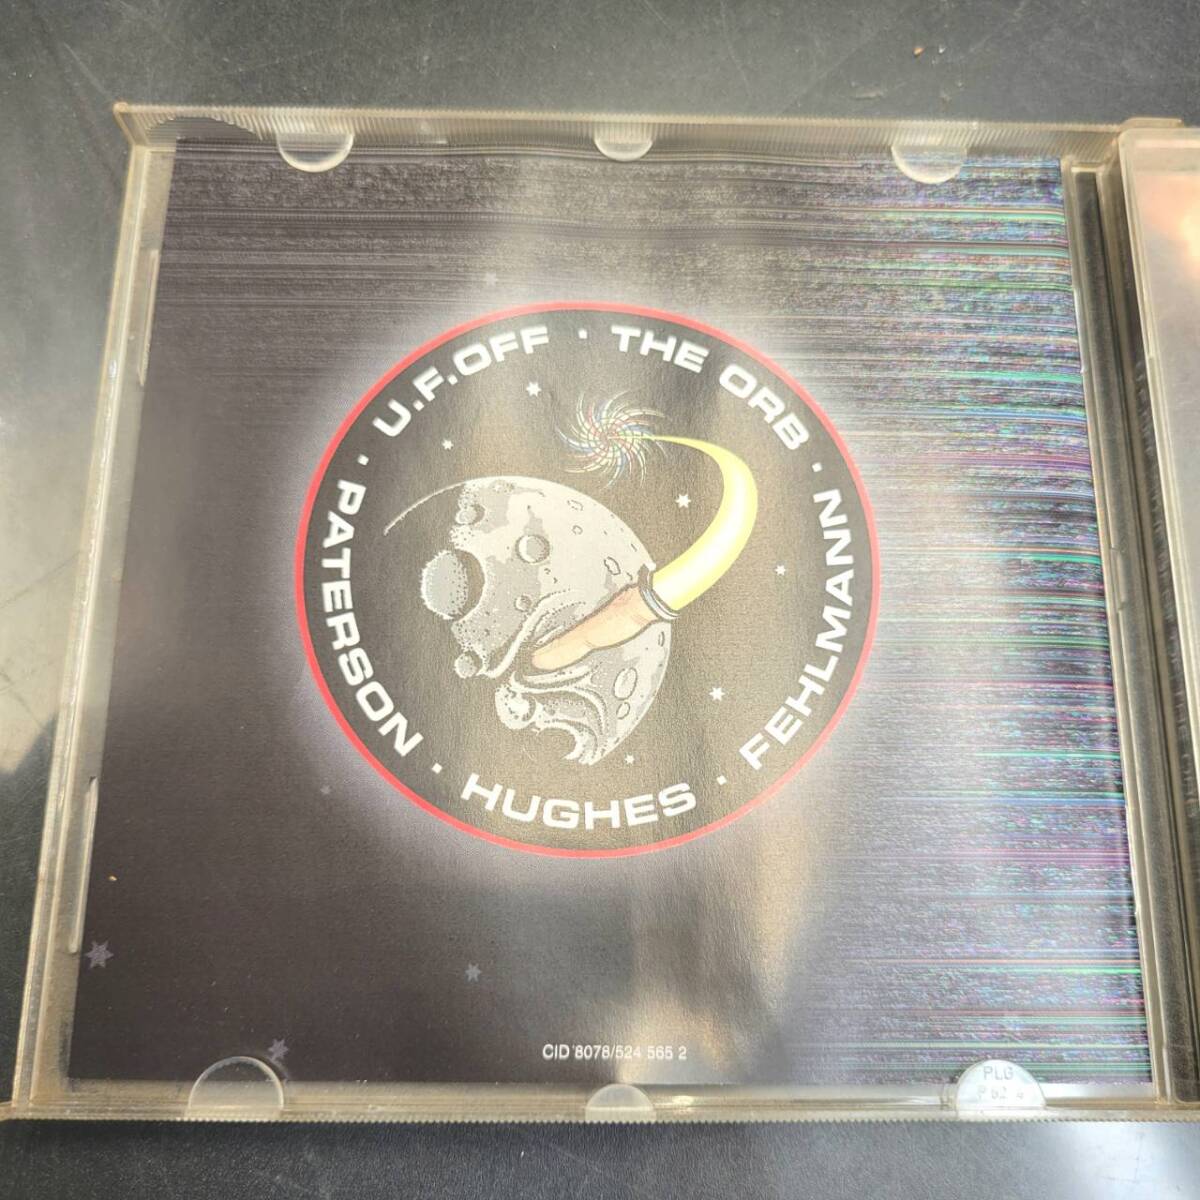 U.F.OFF · THE ORB · FEHLMANN · HUGHES · PATERSON ·
CID 8078/524 565 2
PLG